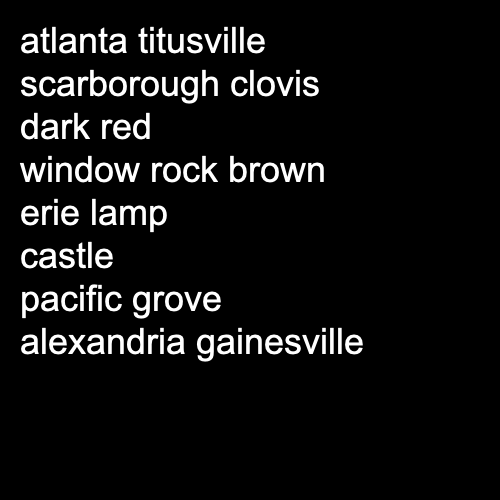 atlanta titusville
scarborough clovis
dark red
window rock brown
erie lamp
castle
pacific grove
alexandria gainesville